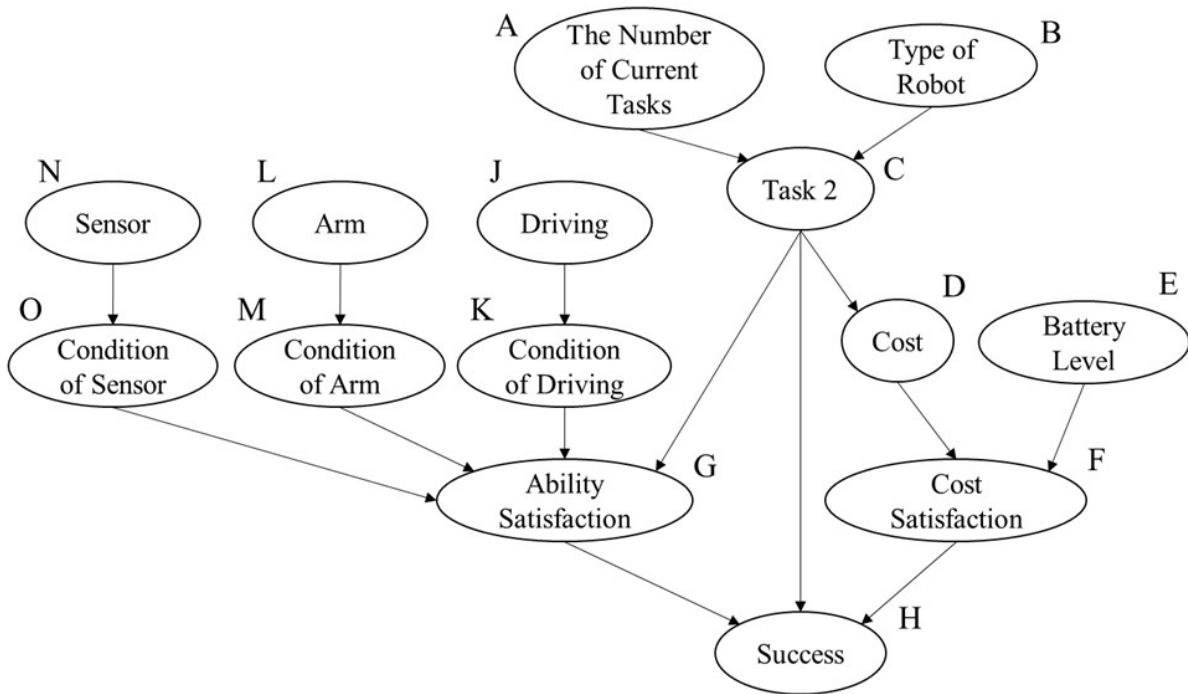 A
The Number
of Current
Tasks
B
Type of
Robot
C
Task 2
N
Sensor
L
Arm
J
Driving
O
Condition
of Sensor
M
Condition
of Arm
K
Condition
of Driving
D
Cost
E
Battery
Level
G
Ability
Satisfaction
F
Cost
Satisfaction
H
Success